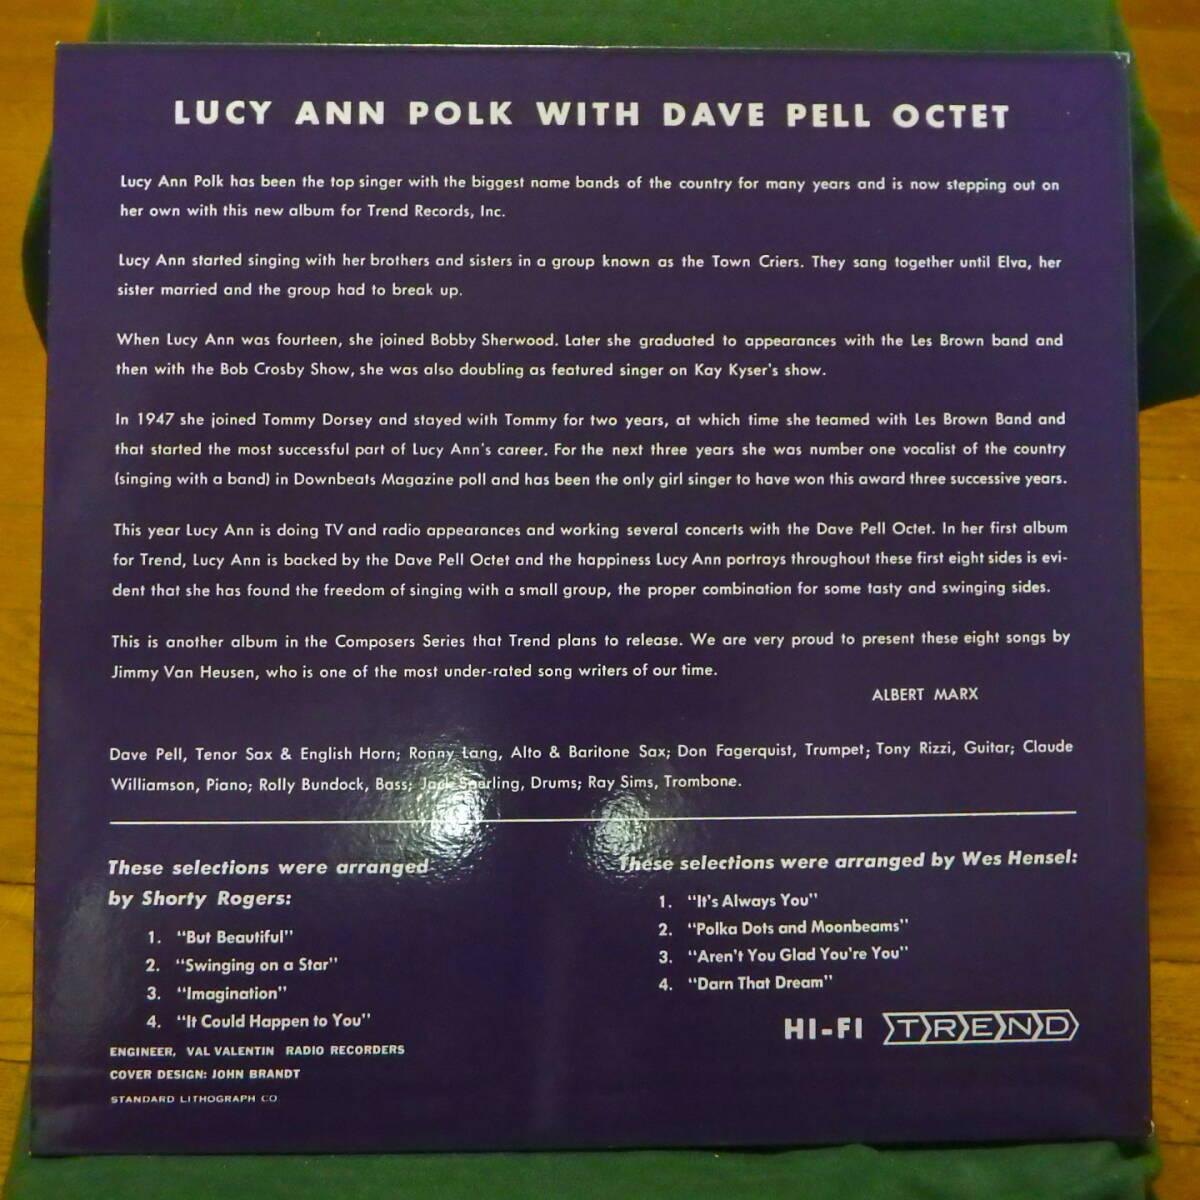 LUCY ANN POLK WITH DAVE PELL OCTET
Lucy Ann Polk has been the top singer with the biggest name bands of the country for many years and is now stepping out on
her own with this new album for Trend Records, Inc.
Lucy Ann started singing with her brothers and sisters in a group known as the Town Criers. They sang together until Elva, her
sister married and the group had to break up.
When Lucy Ann was fourteen, she joined Bobby Sherwood. Later she graduated to appearances with the Les Brown band and
then with the Bob Crosby Show, she was also doubling as featured singer on Kay Kyser's show.
In 1947 she joined Tommy Dorsey and stayed with Tommy for two years, at which time she teamed with Les Brown Band and
that started the most successful part of Lucy Ann's career. For the next three years she was number one vocalist of the country
(singing with a band) in Downbeats Magazine poll and has been the only girl singer to have won this award three successive years.
This year Lucy Ann is doing TV and radio appearances and working several concerts with the Dave Pell Octet. In her first album
for Trend, Lucy Ann is backed by the Dave Pell Octet and the happiness Lucy Ann portrays throughout these first eight sides is evi-
dent that she has found the freedom of singing with a small group, the proper combination for some tasty and swinging sides.
This is another album in the Composers Series that Trend plans to release. We are very proud to present these eight songs by
Jimmy Van Heusen, who is one of the most under-rated song writers of our time.
ALBERT MARX
Dave Pell, Tenor Sax & English Horn; Ronny Lang, Alto & Baritone Sax; Don Fagerquist, Trumpet; Tony Rizzi, Guitar; Claude
Williamson, Piano; Rolly Bundock, Bass; Jack Sperling, Drums; Ray Sims, Trombone.
These selections were arranged
by Shorty Rogers:
1. "But Beautiful"
2. "Swinging on a Star"
3. "Imagination"
4. "It Could Happen to You"
ENGINEER, VAL VALENTIN RADIO RECORDERS
COVER DESIGN: JOHN BRANDT
STANDARD LITHOGRAPH CO
These selections were arranged by Wes Hensel:
1. "It's Always You"
2. "Polka Dots and Moonbeams"
3. "Aren't You Glad You're You"
4. "Darn That Dream"
HI-FI TREND